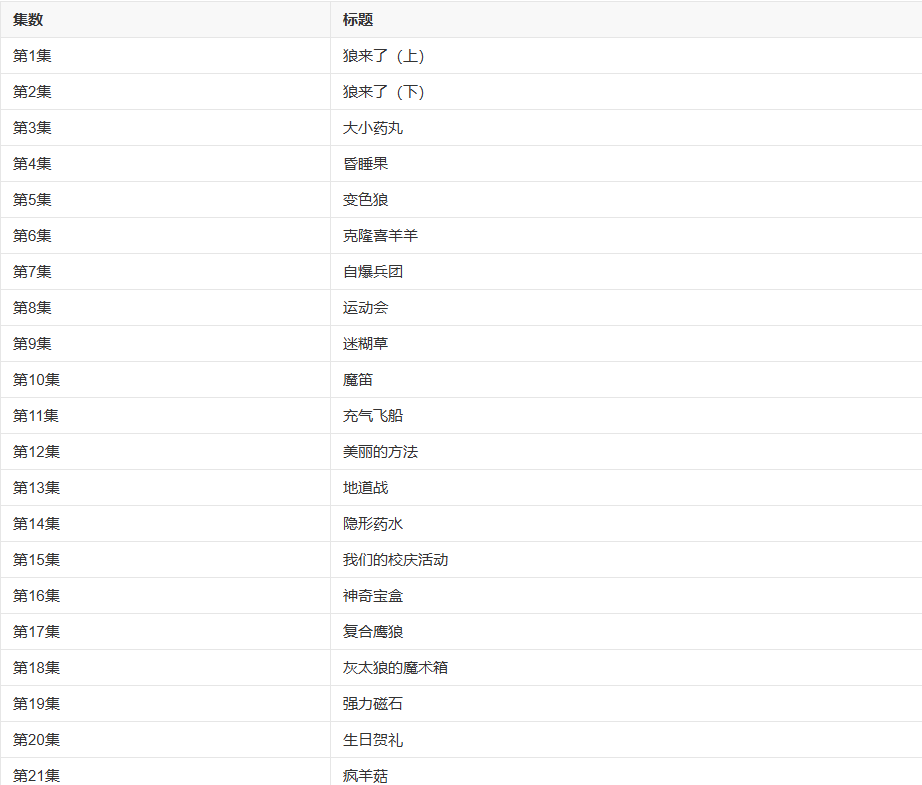 集数 标题
第1集 狼来了（上）
第2集 狼来了（下）
第3集 大小药丸
第4集 昏睡果
第5集 变色狼
第6集 克隆喜羊羊
第7集 自爆兵团
第8集 运动会
第9集 迷糊草
第10集 魔笛
第11集 充气飞船
第12集 美丽的方法
第13集 地道战
第14集 隐形药水
第15集 我们的校庆活动
第16集 神奇宝盒
第17集 复合鹰狼
第18集 灰太狼的魔术箱
第19集 强力磁石
第20集 生日贺礼
第21集 疯羊菇